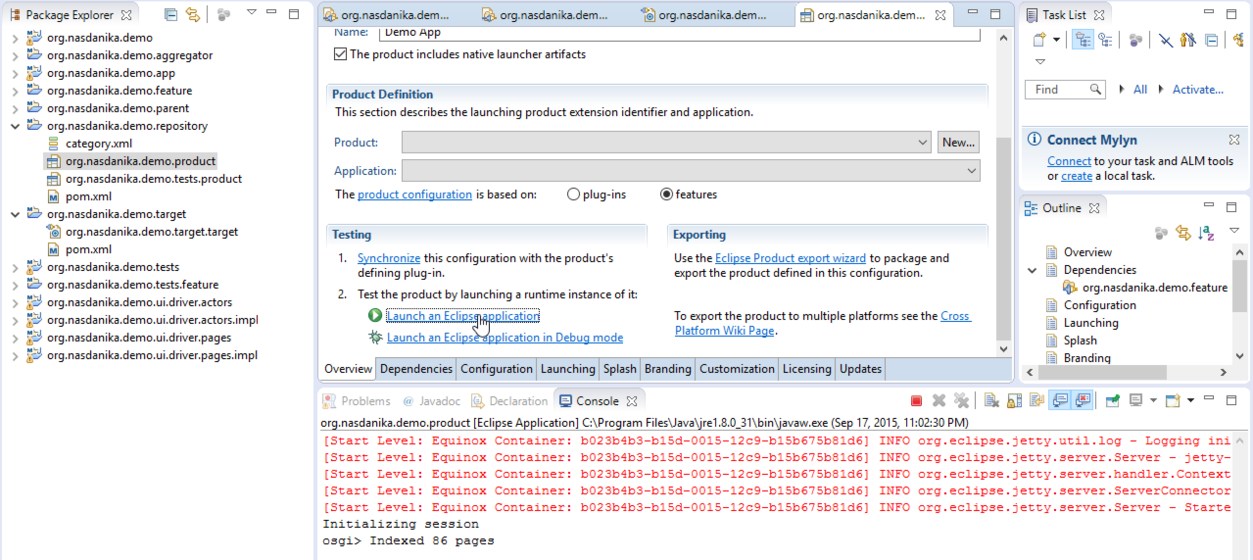 Package Explorer
org.nasdanika.demo
org.nasdanika.demo.aggregator
org.nasdanika.demo.app
org.nasdanika.demo.feature
org.nasdanika.demo.parent
org.nasdanika.demo.repository
category.xml
org.nasdanika.demo.product
org.nasdanika.demo.tests.product
pom.xml
org.nasdanika.demo.target
org.nasdanika.demo.target.target
pom.xml
org.nasdanika.demo.tests
org.nasdanika.demo.tests.feature
org.nasdanika.demo.ui.driver.actors
org.nasdanika.demo.ui.driver.actors.impl
org.nasdanika.demo.ui.driver.pages
org.nasdanika.demo.ui.driver.pages.impl
org.nasdanika.demo... org.nasdanika.demo... org.nasdanika.demo... org.nasdanika.demo...
Name: Demo App
The product includes native launcher artifacts
Product Definition
This section describes the launching product extension identifier and application.
Product: New...
Application:
The product configuration is based on: plug-ins features
Testing
1. Synchronize this configuration with the product's
defining plug-in.
2. Test the product by launching a runtime instance of it:
Launch an Eclipse application
Launch an Eclipse application in Debug mode
Exporting
Use the Eclipse Product export wizard to package and
export the product defined in this configuration.
To export the product to multiple platforms see the Cross
Platform Wiki Page.
Overview Dependencies Configuration Launching Splash Branding Customization Licensing Updates
Task List
Find All Activate...
Connect Mylyn
Connect to your task and ALM tools
or create a local task.
Outline
Overview
Dependencies
org.nasdanika.demo.feature
Configuration
Launching
Splash
Branding
Problems @ Javadoc Declaration Console
org.nasdanika.demo.product [Eclipse Application] C:\Program Files\Java\jre1.8.0_31\bin\javaw.exe (Sep 17, 2015, 11:02:30 PM)
[Start Level: Equinox Container: b023b4b3-b15d-0015-12c9-b15b675b81d6] INFO org.eclipse.jetty.util.log - Logging ini
[Start Level: Equinox Container: b023b4b3-b15d-0015-12c9-b15b675b81d6] INFO org.eclipse.jetty.server.Server - jetty-
[Start Level: Equinox Container: b023b4b3-b15d-0015-12c9-b15b675b81d6] INFO org.eclipse.jetty.server.handler.Context
[Start Level: Equinox Container: b023b4b3-b15d-0015-12c9-b15b675b81d6] INFO org.eclipse.jetty.server.ServerConnector
[Start Level: Equinox Container: b023b4b3-b15d-0015-12c9-b15b675b81d6] INFO org.eclipse.jetty.server.Server - Starte
Initializing session
osgi> Indexed 86 pages